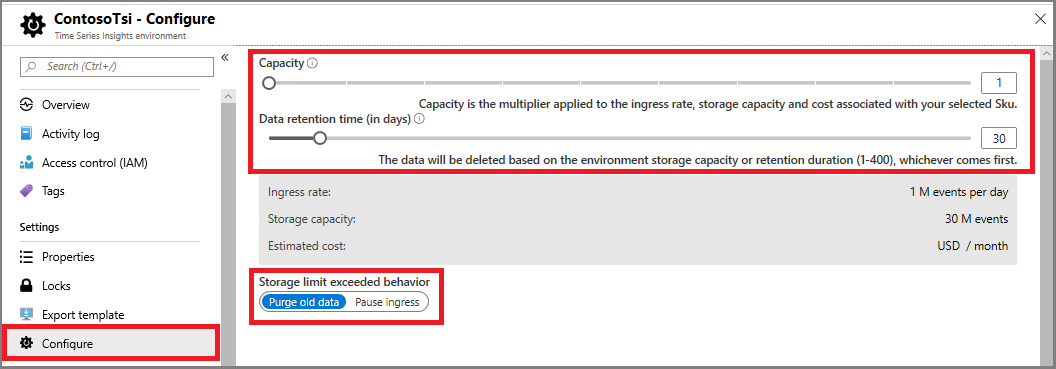 ContosoTsi - Configure
Time Series Insights environment
Search (Ctrl+/)
Overview
Activity log
Access control (IAM)
Tags
Settings
Properties
Locks
Export template
Configure
Capacity
1
Capacity is the multiplier applied to the ingress rate, storage capacity and cost associated with your selected Sku.
Data retention time (in days)
30
The data will be deleted based on the environment storage capacity or retention duration (1-400), whichever comes first.
Ingress rate: 1 M events per day
Storage capacity: 30 M events
Estimated cost: USD / month
Storage limit exceeded behavior
Purge old data Pause ingress